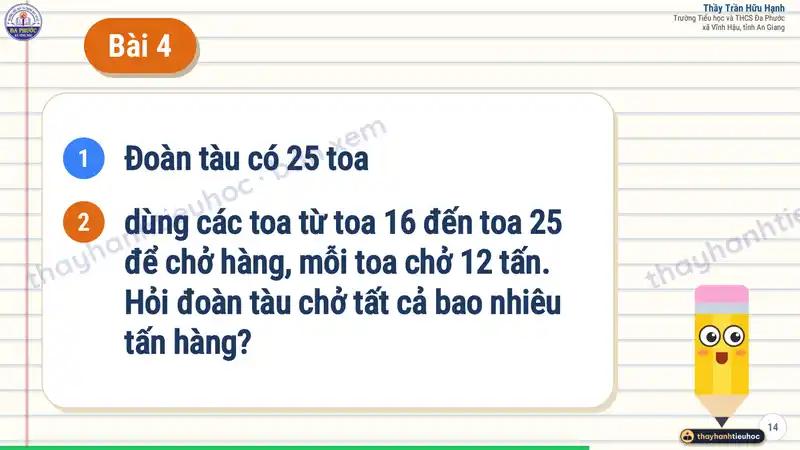 Thầy Trần Hữu Hạnh
Trường Tiểu học và THCS Đa Phước
xã Vĩnh Hậu, tỉnh An Giang
ĐA PHƯỚC
Bài 4
1 Đoàn tàu có 25 toa
2 dùng các toa từ toa 16 đến toa 25
để chở hàng, mỗi toa chở 12 tấn.
Hỏi đoàn tàu chở tất cả bao nhiêu
tấn hàng?
thayhanhtieuhoc
14